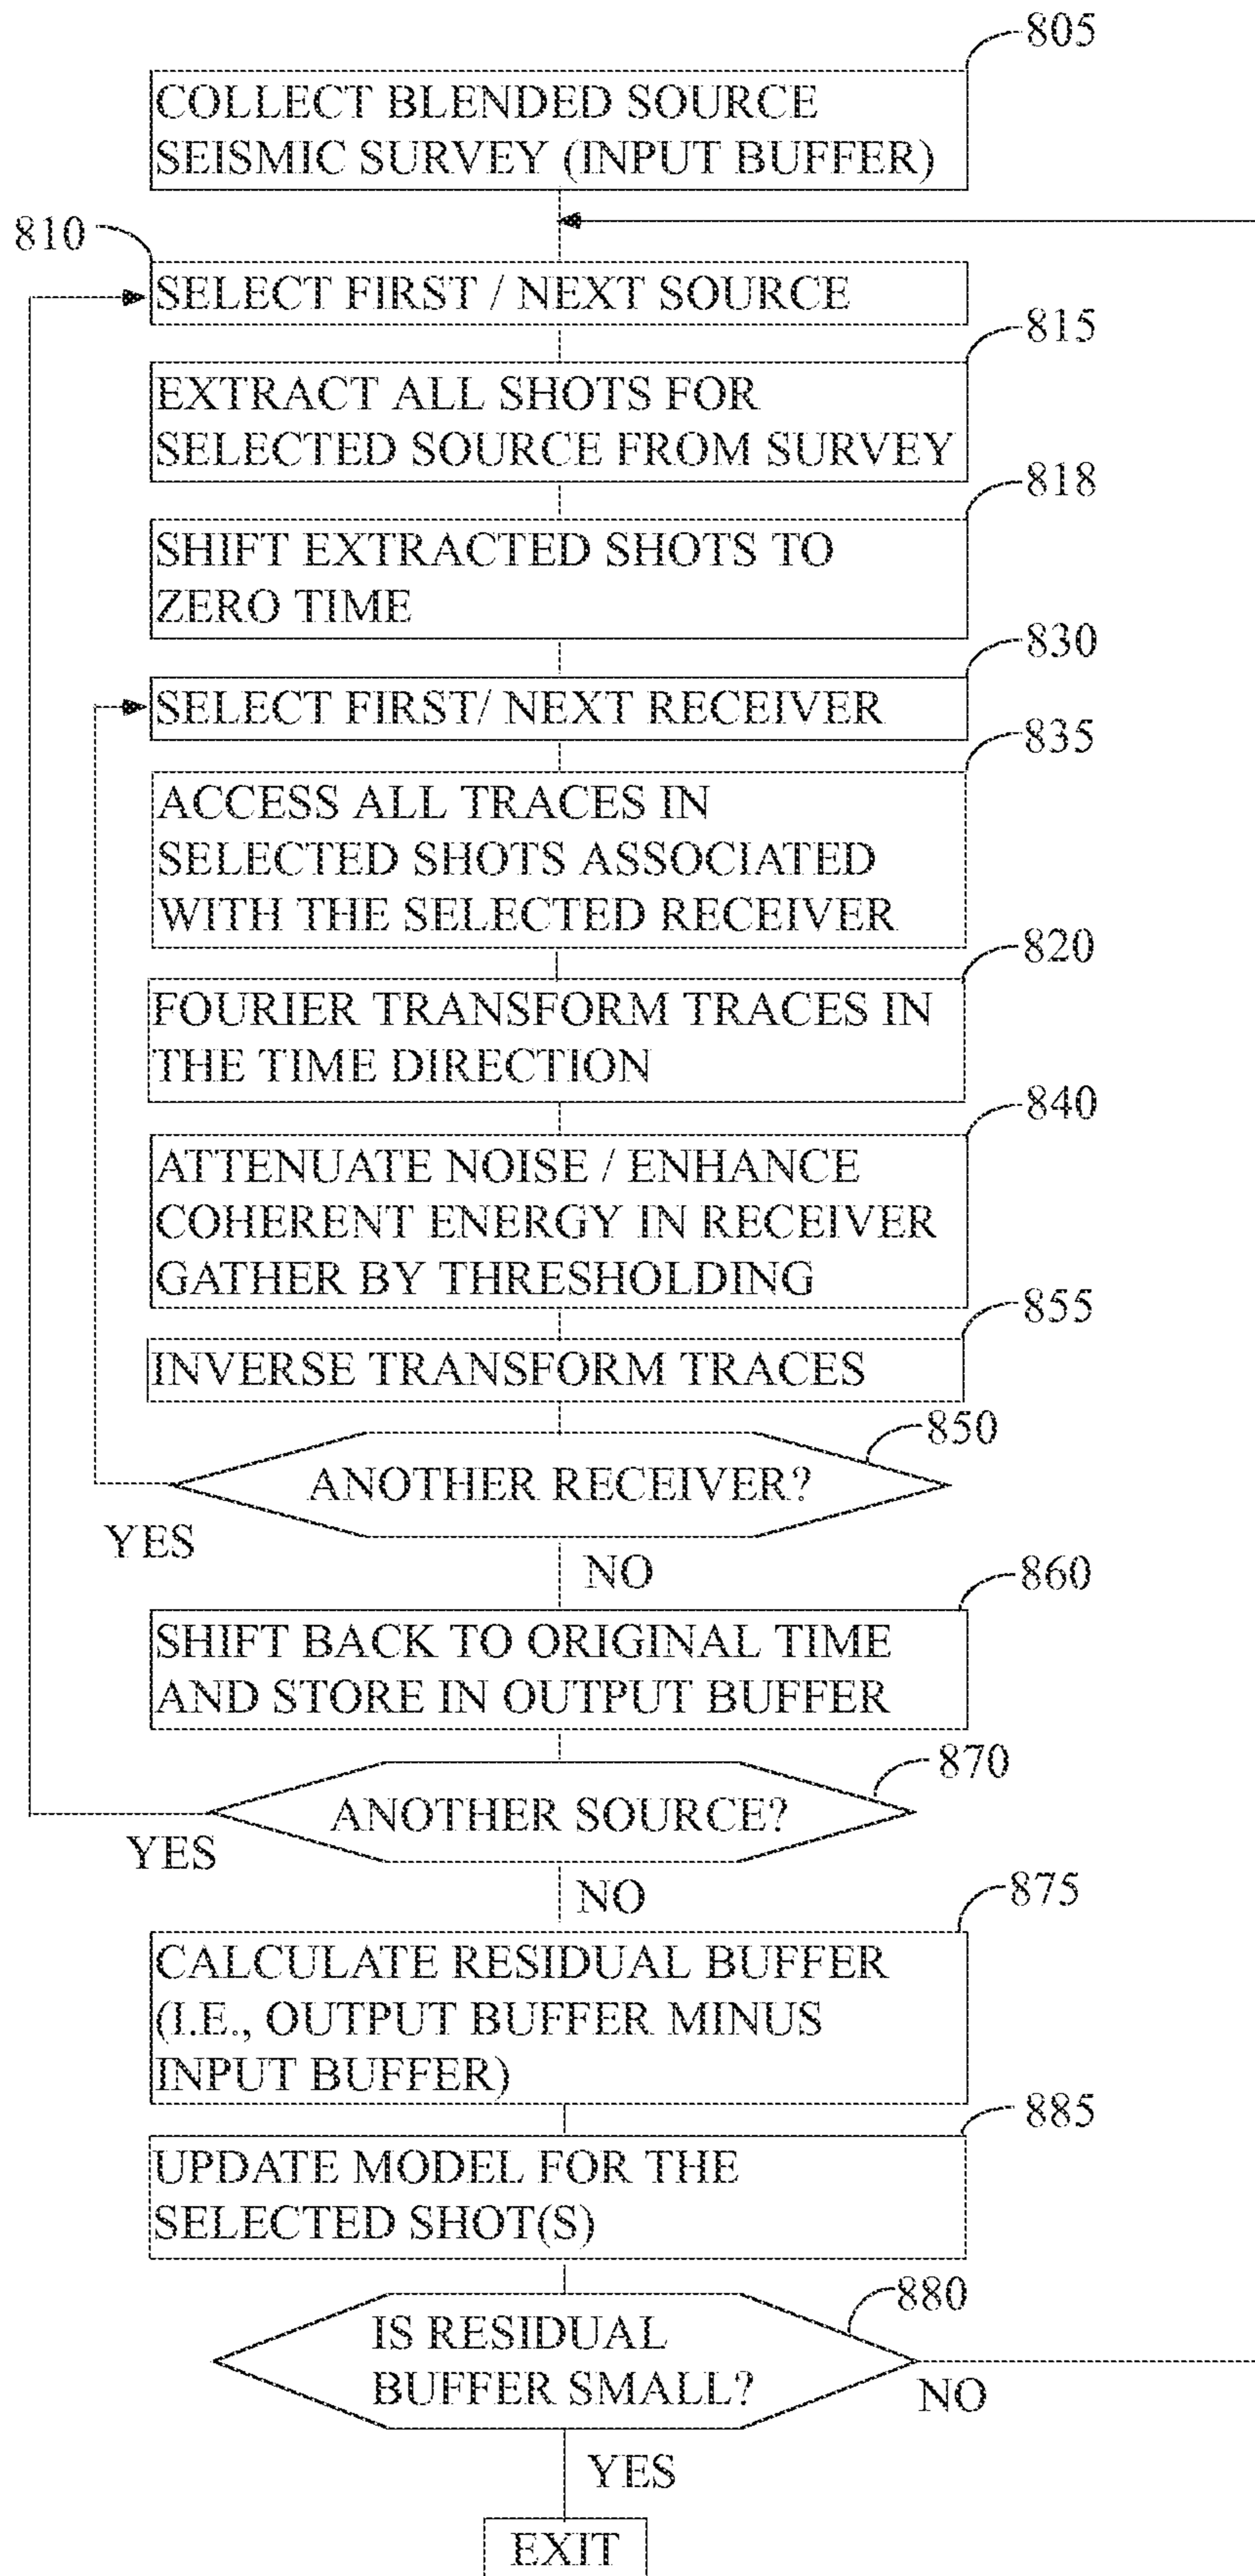 805
COLLECT BLENDED SOURCE
SEISMIC SURVEY (INPUT BUFFER)
810
SELECT FIRST / NEXT SOURCE
815
EXTRACT ALL SHOTS FOR
SELECTED SOURCE FROM SURVEY
818
SHIFT EXTRACTED SHOTS TO
ZERO TIME
830
SELECT FIRST/ NEXT RECEIVER
835
ACCESS ALL TRACES IN
SELECTED SHOTS ASSOCIATED
WITH THE SELECTED RECEIVER
820
FOURIER TRANSFORM TRACES IN
THE TIME DIRECTION
840
ATTENUATE NOISE / ENHANCE
COHERENT ENERGY IN RECEIVER
GATHER BY THRESHOLDING
855
INVERSE TRANSFORM TRACES
850
ANOTHER RECEIVER?
YES
NO
860
SHIFT BACK TO ORIGINAL TIME
AND STORE IN OUTPUT BUFFER
870
ANOTHER SOURCE?
YES
NO
875
CALCULATE RESIDUAL BUFFER
(I.E., OUTPUT BUFFER MINUS
INPUT BUFFER)
885
UPDATE MODEL FOR THE
SELECTED SHOT(S)
880
IS RESIDUAL
BUFFER SMALL?
NO
YES
EXIT